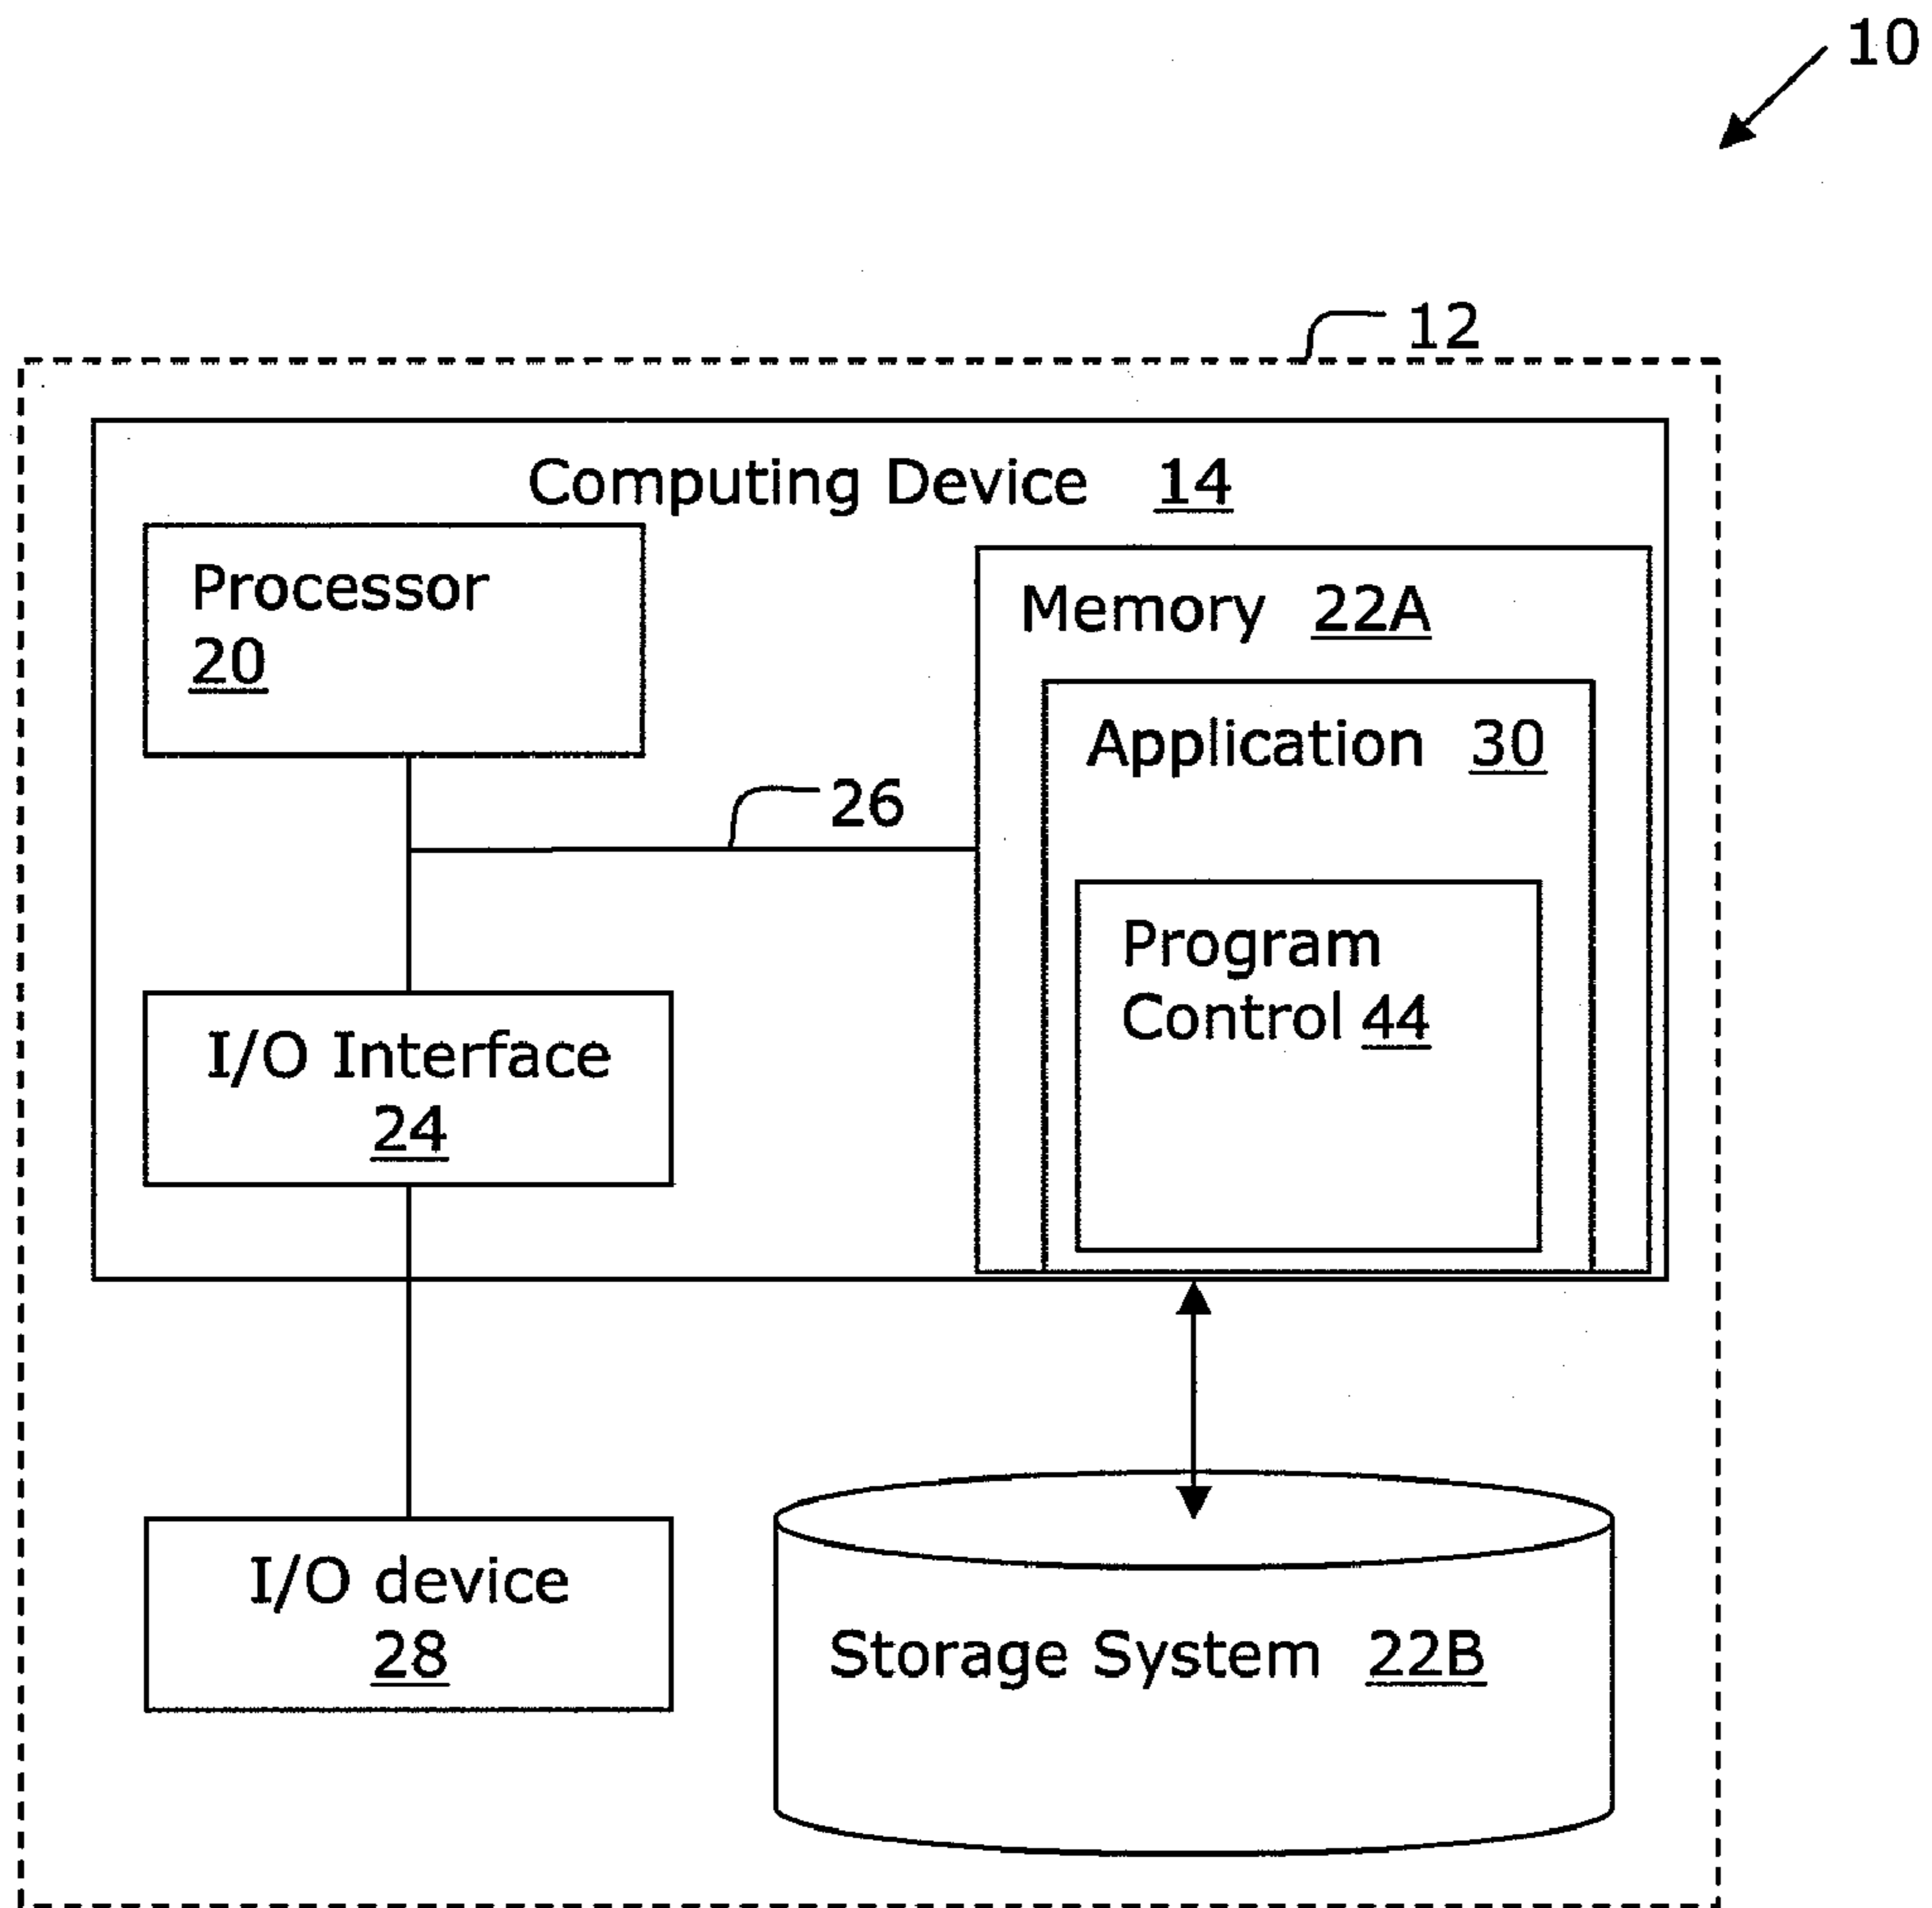 10
12
Computing Device 14
Processor
20
Memory 22A
Application 30
26
Program
Control 44
I/O Interface
24
I/O device
28
Storage System 22B